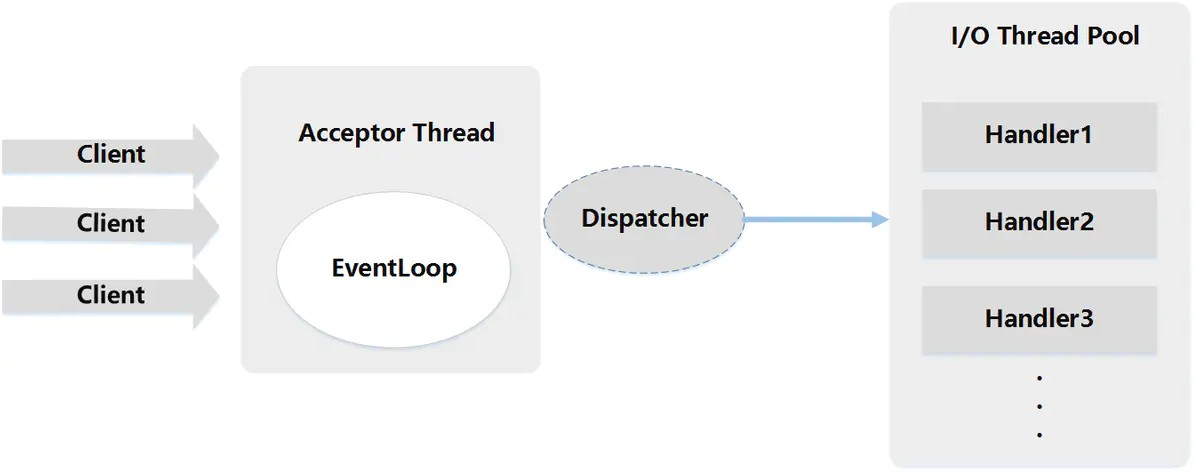 Client
Client
Client
Acceptor Thread
EventLoop
Dispatcher
I/O Thread Pool
Handler1
Handler2
Handler3
.
.
.